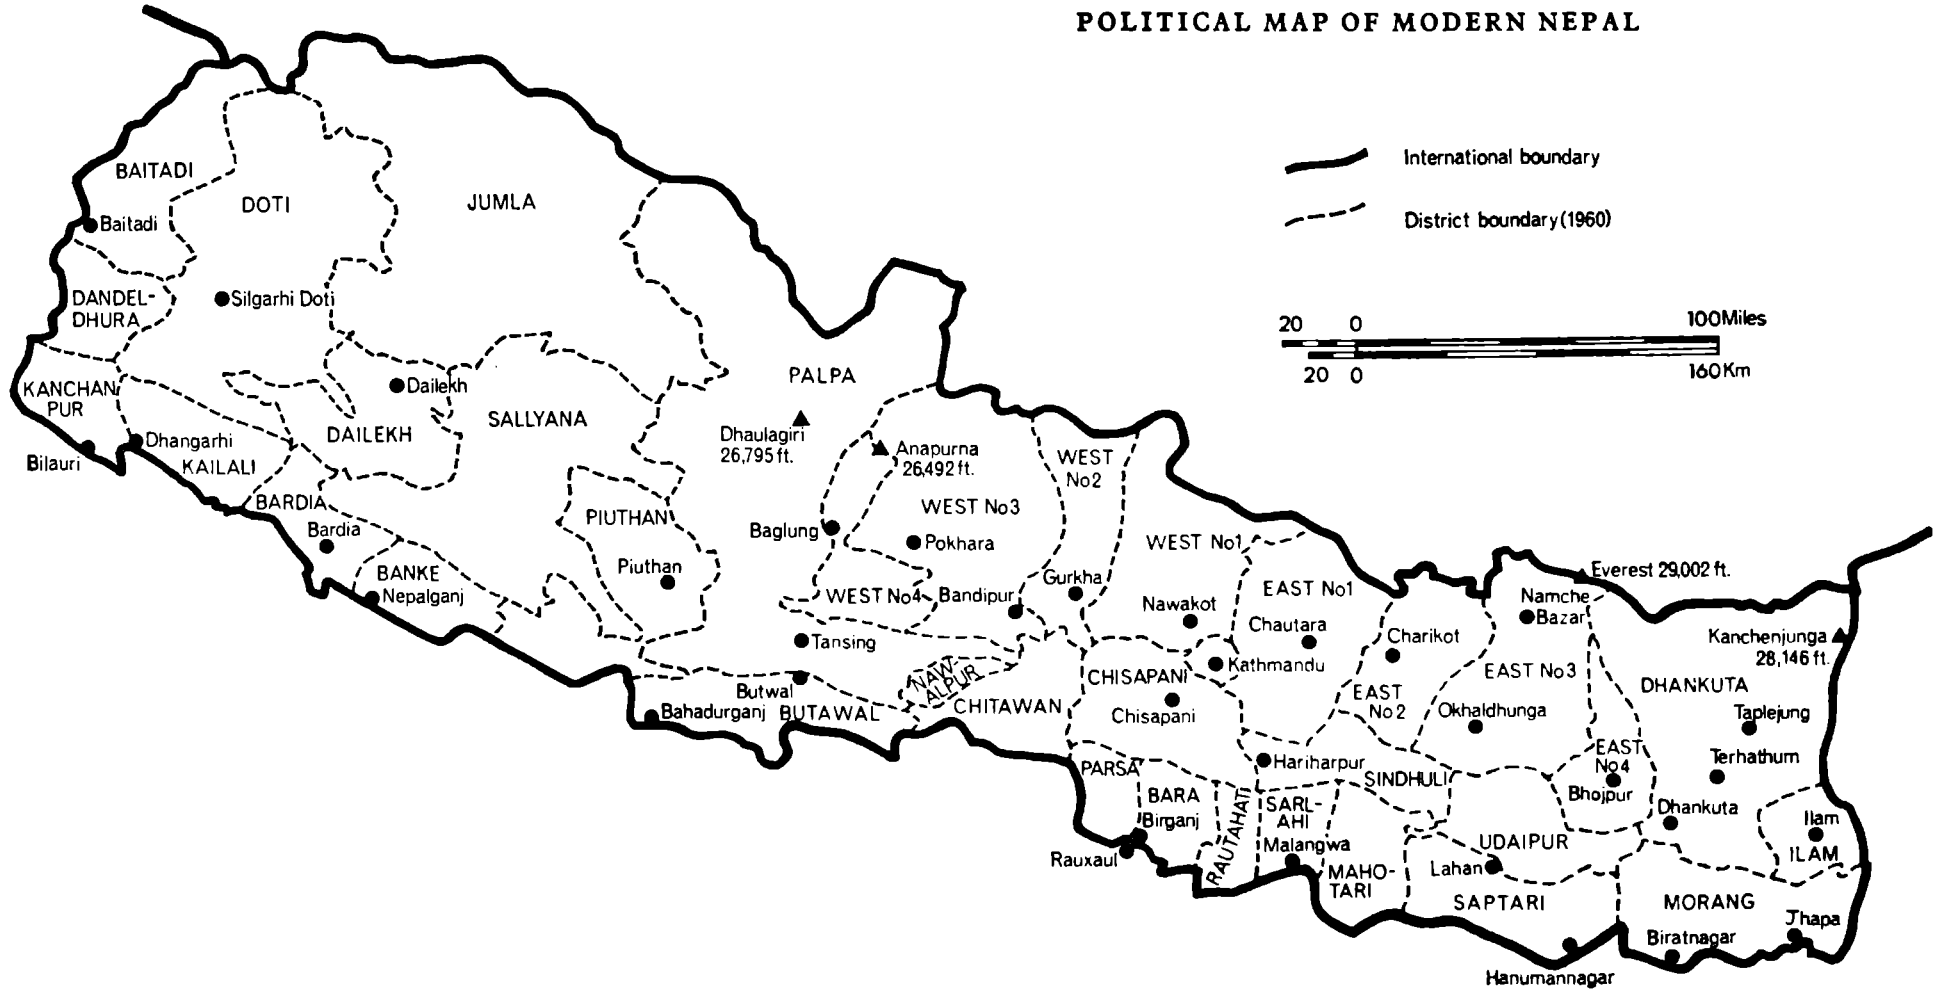 POLITICAL MAP OF MODERN NEPAL
International boundary
District boundary (1960)
20 0 100 Miles
20 0 160 Km
BAITADI
Baitadi
DOTI
JUMLA
DANDEL-
DHURA
Silgarhi Doti
KANCHAN
PUR
Bilauri
Dhangarhi
KAILALI
Dailekh
DAILEKH
SALLYANA
BARDIA
Bardia
BANKE
Nepalganj
PIUTHAN
Piuthan
PALPA
Dhaulagiri
26,795 ft.
Anapurna
26,492 ft.
Baglung
WEST No3
Pokhara
WEST No4
Bandipur
WEST
No2
Gurkha
Tansing
Butwal
Bahadurganj
BUTAWAL
NAW-
ALPUR
CHITAWAN
WEST No1
Nawakot
EAST No1
Chautara
Kathmandu
CHISAPANI
Chisapani
Charikot
EAST
No2
Everest 29,002 ft.
Namche
Bazar
EAST No3
Okhaldhunga
Kanchenjunga
28,146 ft.
DHANKUTA
Taplejung
Terhathum
EAST
No4
Bhojpur
Dhankuta
Ilam
ILAM
PARSA
BARA
Birganj
Rauxaul
RAUTAHAT
Hariharpur
SARL-
AHI
Malangwa
SINDHULI
MAHO-
TARI
UDAIPUR
Lahan
SAPTARI
Hanumannagar
MORANG
Biratnagar
Jhapa